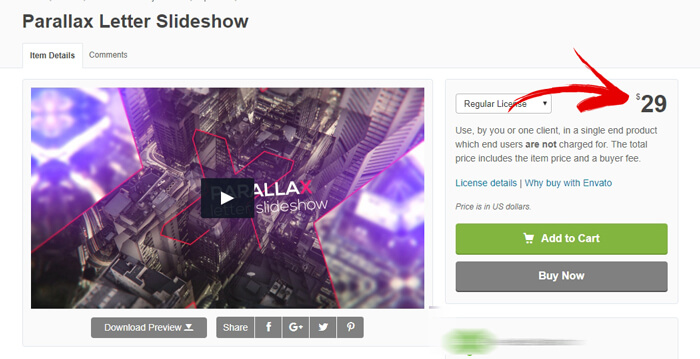 Parallax Letter Slideshow
Item Details
Comments
PARALLAX
letter slideshow
Download Preview
Share
f
G+
Regular License
$29
Use, by you or one client, in a single end product
which end users are not charged for. The total
price includes the item price and a buyer fee.
License details | Why buy with Envato
Price is in US dollars.
Add to Cart
Buy Now